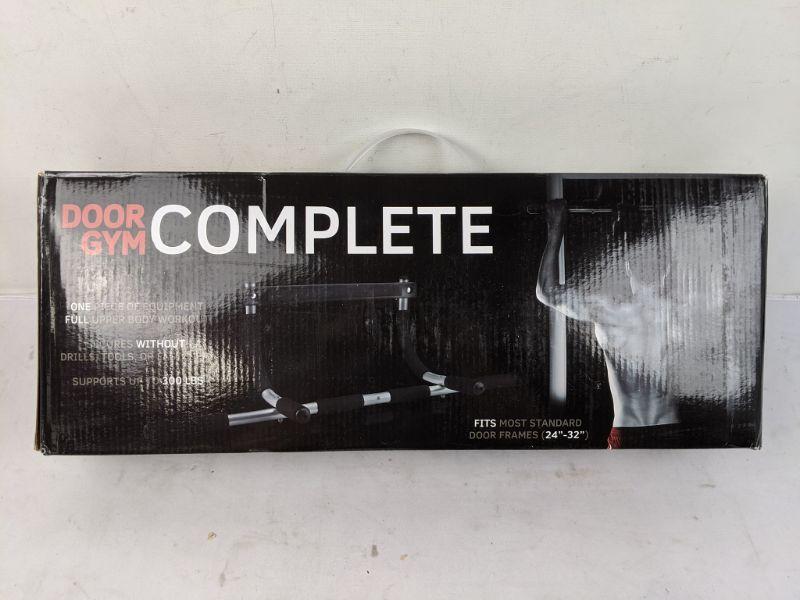 DOOR
GYM
COMPLETE
ONE PIECE OF EQUIPMENT
FULL UPPER BODY WORKOUT
SECURES WITHOUT
DRILLS, TOOLS, OR
SUPPORTS UP TO 300 LBS
FITS MOST STANDARD
DOOR FRAMES (24"-32")